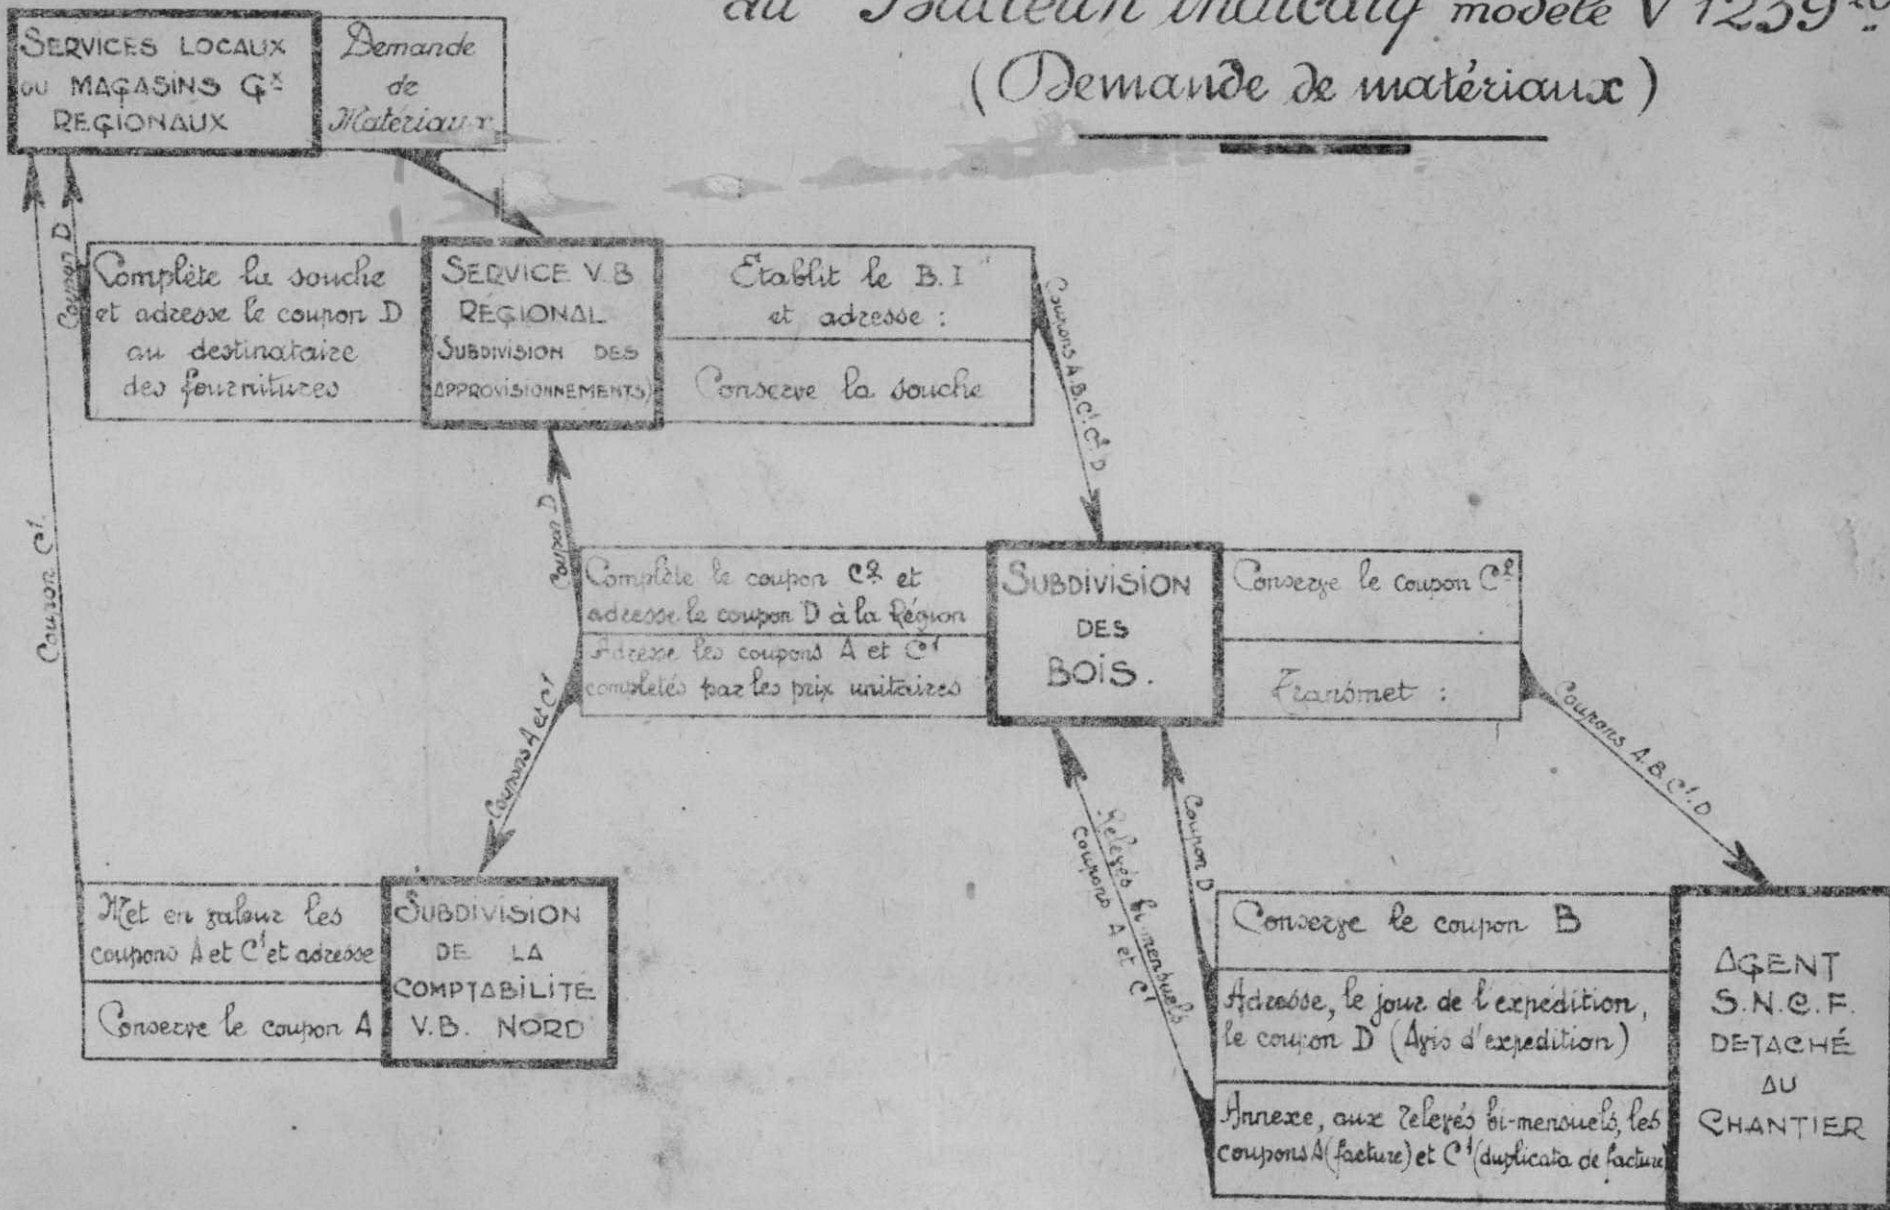 du Bulletin indicatif modèle V 1259
(Demande de matériaux)
SERVICES LOCAUX
OU MAGASINS Gx
REGIONAUX
Demande
de
Matériaux
Coupon D
Coupon C1.
Complète la souche
et adresse le coupon D
au destinataire
des fournitures
SERVICE V.B
RÉGIONAL
(SUBDIVISION DES
APPROVISIONNEMENTS)
Etablit le B.I
et adresse :
Conserve la souche
Coupons A.B.C1.C2.D
Coupon D
Complète le coupon C2 et
adresse le coupon D à la Région
Adresse les coupons A et C1
complétés par les prix unitaires
SUBDIVISION
DES
BOIS.
Conserve le coupon C2
Transmet :
Coupons A et C1
Coupons A.B.C1.D
Relevés bi-mensuels
coupons A et C1
Coupon D
Met en valeur les
coupons A et C1 et adresse
Conserve le coupon A
SUBDIVISION
DE LA
COMPTABILITÉ
V.B. NORD
Conserve le coupon B
Adresse, le jour de l'expédition,
le coupon D (Avis d'expedition)
Annexe, aux relevés bi-mensuels, les
coupons A (facture) et C1 (duplicata de facture)
AGENT
S.N.C.F.
DETACHÉ
AU
CHANTIER